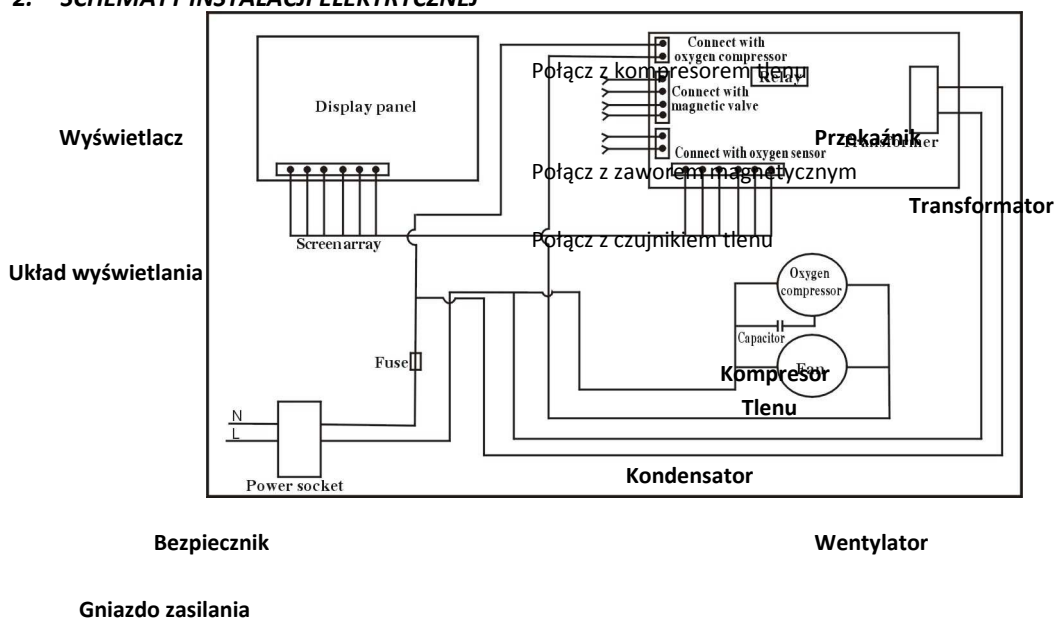 2. SCHEMATY INSTALACJI ELEKTRYCZNEJ
Connect with
oxygen compressor
Połącz z kompresorem tlenu
Relay
Connect with
magnetic valve
Display panel
Wyświetlacz
Przekaźnik
Transformer
Connect with oxygen sensor
Połącz z zaworem magnetycznym
Transformator
Screen array
Połącz z czujnikiem tlenu
Układ wyświetlania
Oxygen
compressor
Capacitor
Fuse
Fan
Kompresor
Tlenu
N
L
Kondensator
Power socket
Bezpiecznik
Wentylator
Gniazdo zasilania